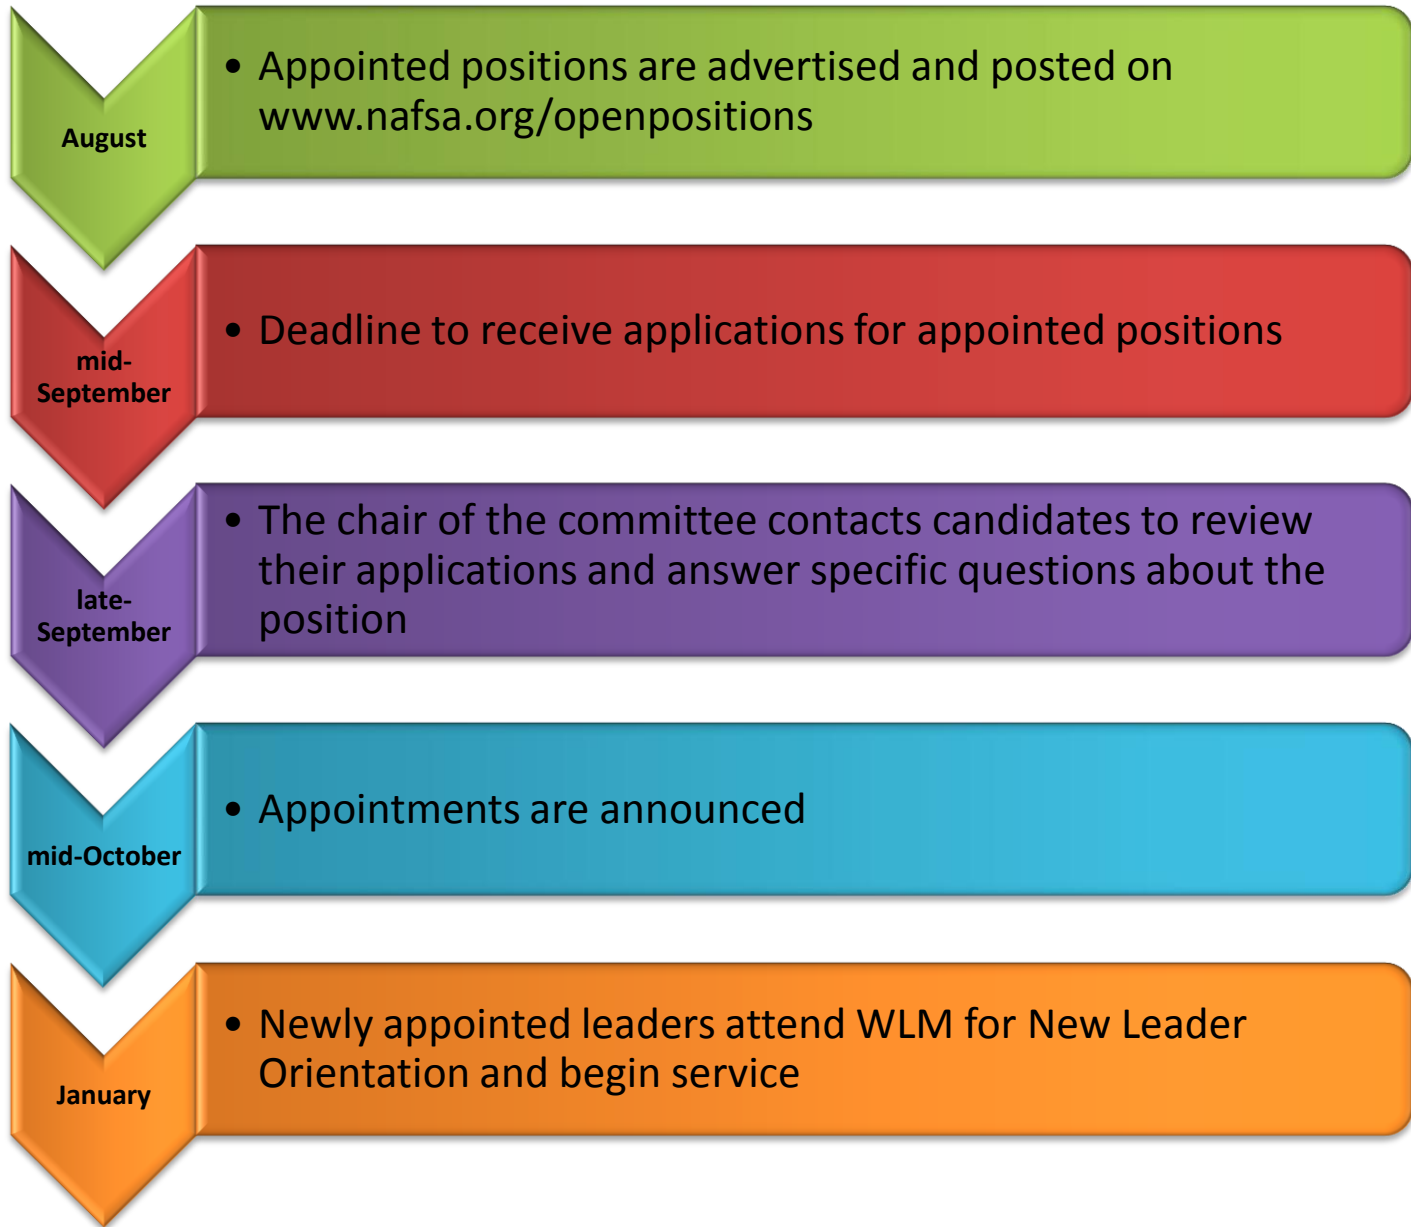 August
• Appointed positions are advertised and posted on
www.nafsa.org/openpositions
mid-
September
• Deadline to receive applications for appointed positions
late-
September
• The chair of the committee contacts candidates to review
their applications and answer specific questions about the
position
mid-October
• Appointments are announced
January
• Newly appointed leaders attend WLM for New Leader
Orientation and begin service